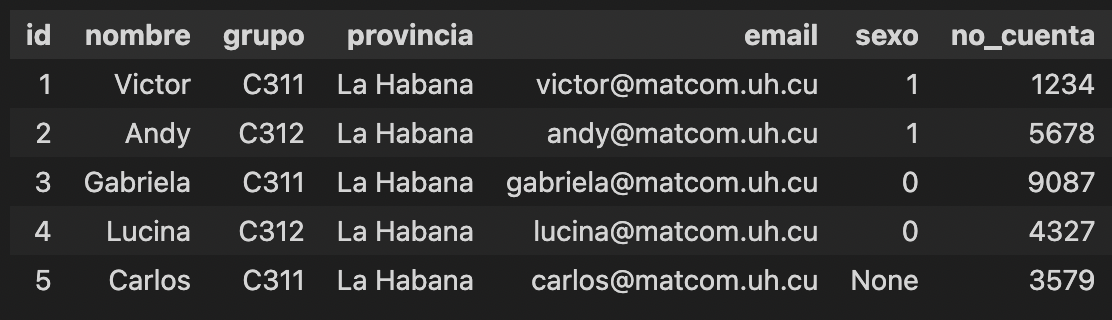 id nombre grupo provincia email sexo no_cuenta
1 Victor C311 La Habana victor@matcom.uh.cu 1 1234
2 Andy C312 La Habana andy@matcom.uh.cu 1 5678
3 Gabriela C311 La Habana gabriela@matcom.uh.cu 0 9087
4 Lucina C312 La Habana lucina@matcom.uh.cu 0 4327
5 Carlos C311 La Habana carlos@matcom.uh.cu None 3579